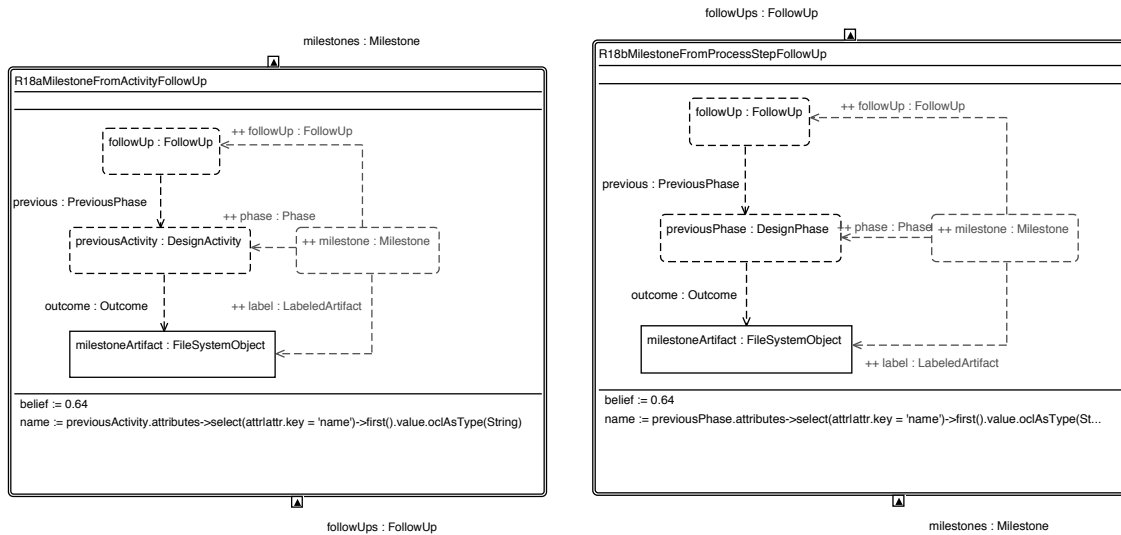 milestones : Milestone
R18aMilestoneFromActivityFollowUp
followUp : FollowUp
++ followUp : FollowUp
previous : PreviousPhase
++ phase : Phase
previousActivity : DesignActivity
++ milestone : Milestone
outcome : Outcome
++ label : LabeledArtifact
milestoneArtifact : FileSystemObject
belief := 0.64
name := previousActivity.attributes->select(attr|attr.key = 'name')->first().value.oclAsType(String)
followUps : FollowUp
followUps : FollowUp
R18bMilestoneFromProcessStepFollowUp
followUp : FollowUp
++ followUp : FollowUp
previous : PreviousPhase
previousPhase : DesignPhase
++ phase : Phase
++ milestone : Milestone
outcome : Outcome
milestoneArtifact : FileSystemObject
++ label : LabeledArtifact
belief := 0.64
name := previousPhase.attributes->select(attr|attr.key = 'name')->first().value.oclAsType(St...
milestones : Milestone